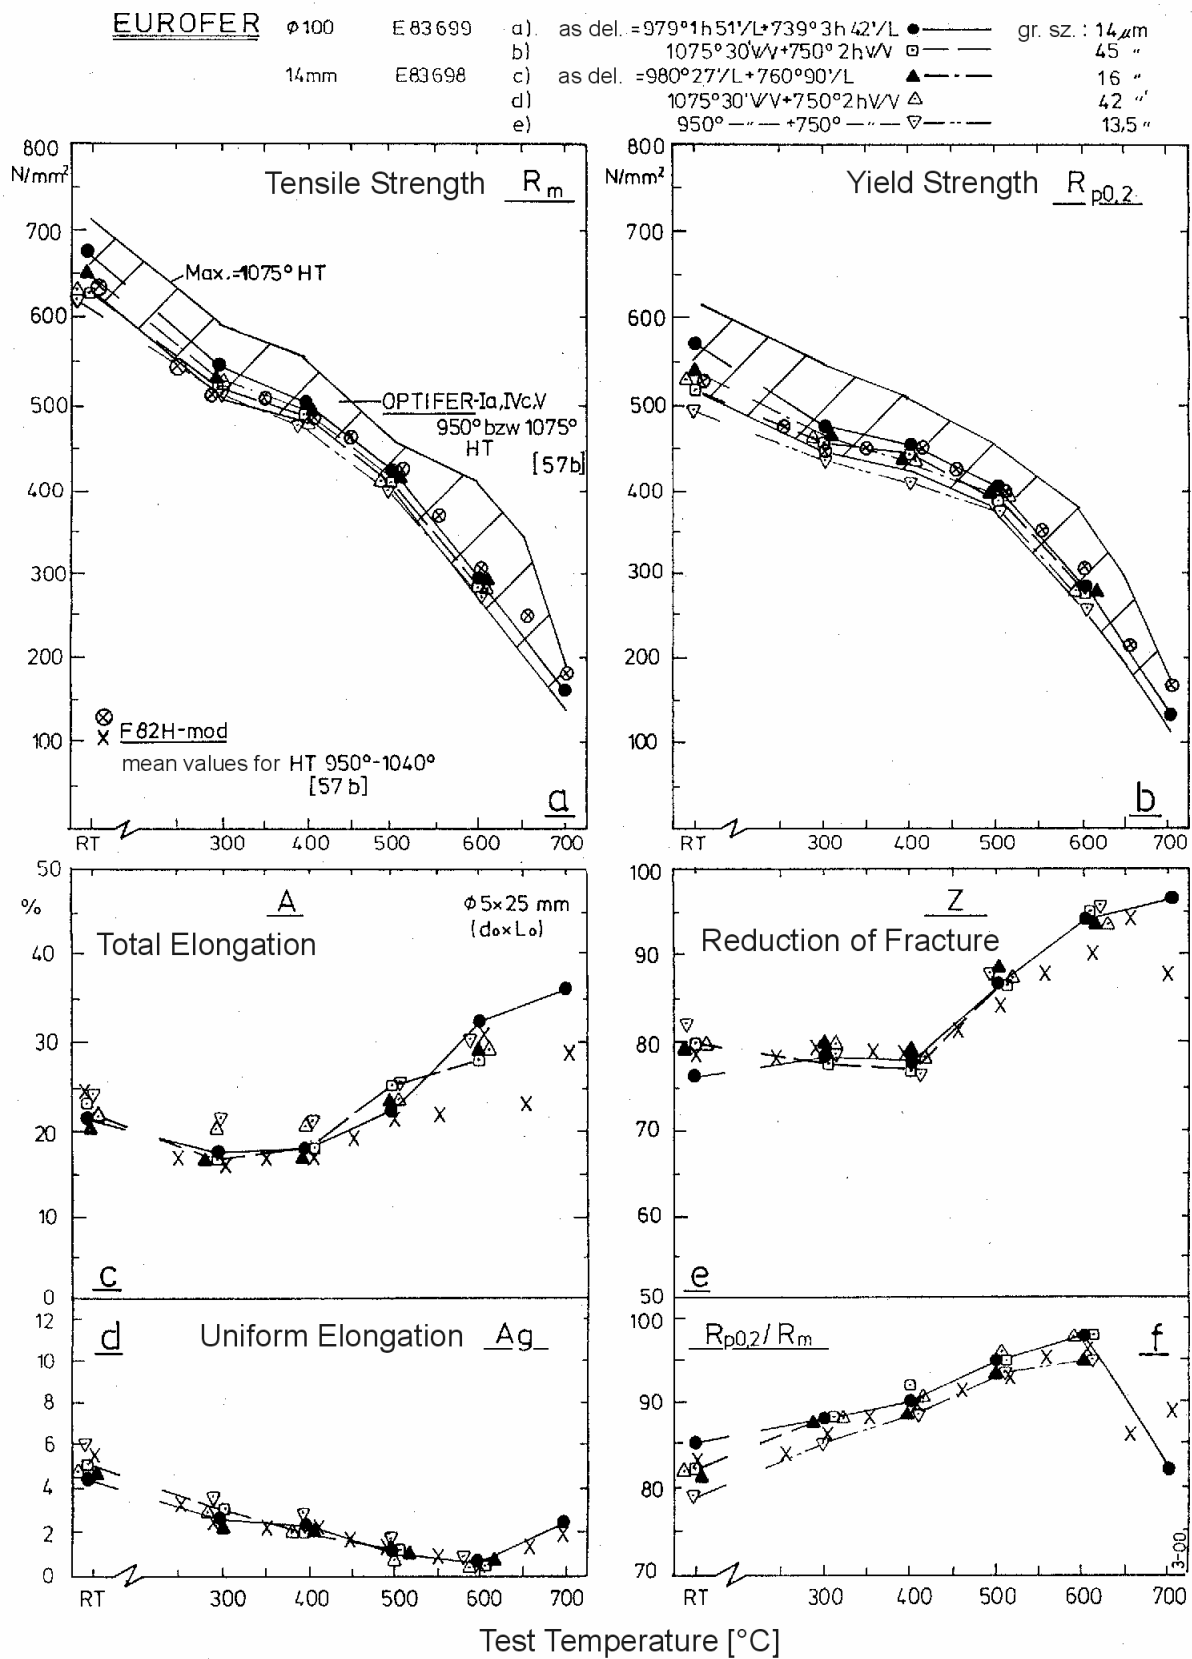 EUROFER ϕ100 E83699 a). as del. =979°1h51'/L+739°3h42'/L gr. sz. : 14μm
b) 1075°30'V/V+750°2hV/V 45 "
14mm E83698 c) as del. =980°27'/L+760°90'/L 16 "
d) 1075°30'V/V+750°2hV/V 42 "
e) 950° —"— +750° —"— 13,5 "
800
N/mm²
Tensile Strength Rm
700
Max.=1075° HT
600
500
OPTIFER-Ia,IVc,V
950° bzw 1075°
HT
[57b]
400
300
200
100
F82H-mod
mean values for HT 950°-1040°
[57b]
a
RT 300 400 500 600 700
800
N/mm²
Yield Strength Rp0,2
700
600
500
400
300
200
100
b
RT 300 400 500 600 700
50
%
A
ϕ5×25 mm
(do×Lo)
Total Elongation
40
30
20
10
c
0
100
Z
Reduction of Fracture
90
80
70
60
e
50
12
d Uniform Elongation Ag
10
8
6
4
2
0
RT 300 400 500 600 700
100
Rp0,2/Rm f
90
80
70
3-00
RT 300 400 500 600 700
Test Temperature [°C]